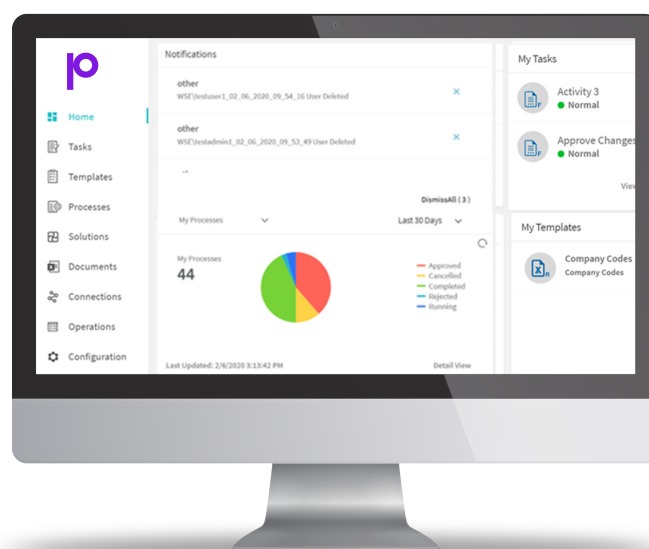 Home
Tasks
Templates
Processes
Solutions
Documents
Connections
Operations
Configuration
Notifications
other
WSE\testuser1_02_06_2020_09_54_16 User Deleted
other
WSE\testadmin1_02_06_2020_09_53_49 User Deleted
DismissAll ( 3 )
My Processes
Last 30 Days
My Processes
44
Approved
Cancelled
Completed
Rejected
Running
Last Updated: 2/6/2020 3:13:42 PM
Detail View
My Tasks
Activity 3
Normal
Approve Changes
Normal
View
My Templates
Company Codes
Company Codes